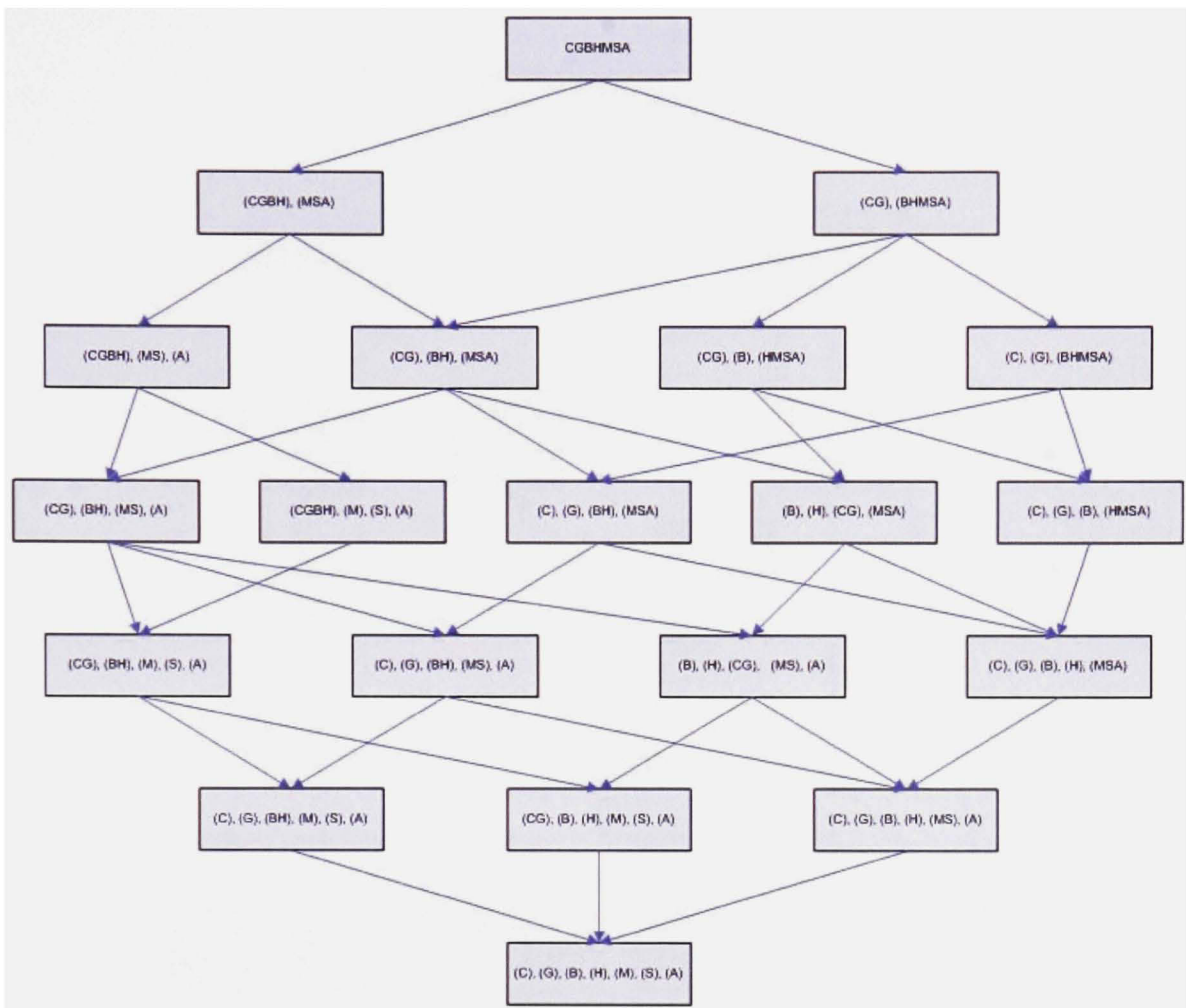 CGBHMSA
(CGBH), (MSA)
(CG), (BHMSA)
(CGBH), (MS), (A)
(CG), (BH), (MSA)
(CG), (B), (HMSA)
(C), (G), (BHMSA)
(CG), (BH), (MS), (A)
(CGBH), (M), (S), (A)
(C), (G), (BH), (MSA)
(B), (H), (CG), (MSA)
(C), (G), (B), (HMSA)
(CG), (BH), (M), (S), (A)
(C), (G), (BH), (MS), (A)
(B), (H), (CG), (MS), (A)
(C), (G), (B), (H), (MSA)
(C), (G), (BH), (M), (S), (A)
(CG), (B), (H), (M), (S), (A)
(C), (G), (B), (H), (MS), (A)
(C), (G), (B), (H), (M), (S), (A)